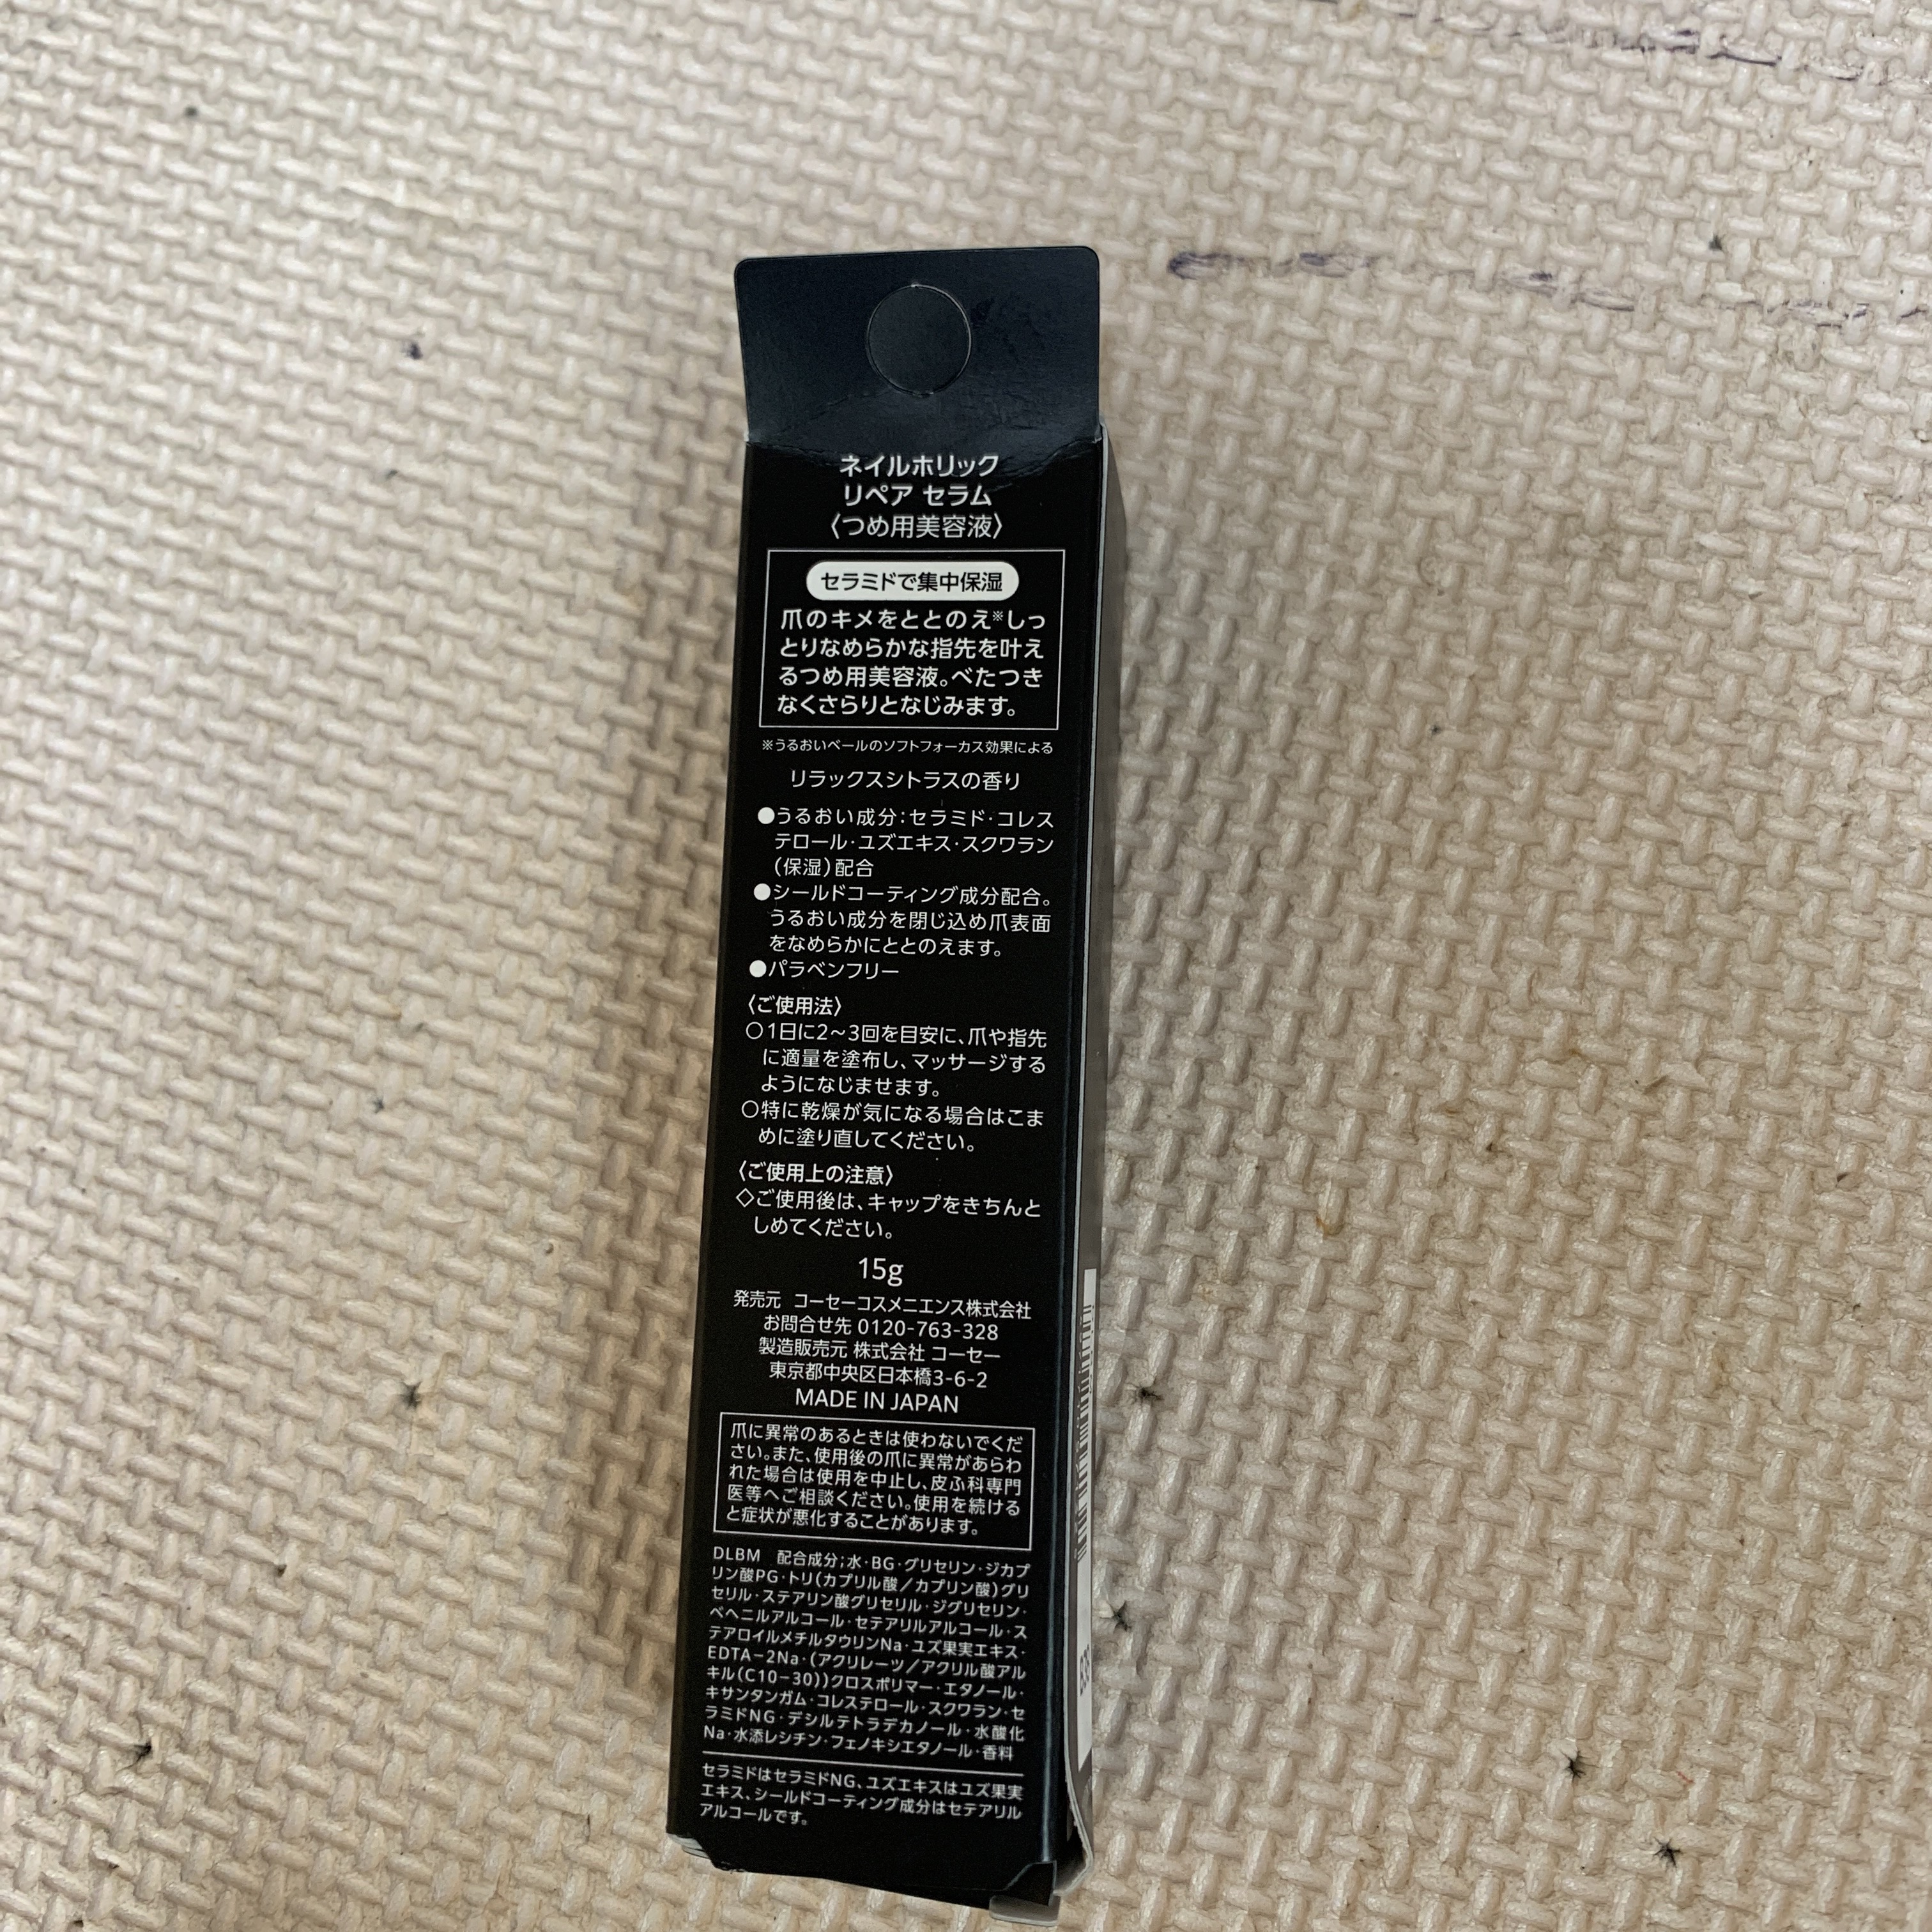 ネイルホリック
リペア セラム
〈つめ用美容液〉
セラミドで集中保湿
爪のキメをととのえ※しっ
とりなめらかな指先を叶え
るつめ用美容液。べたつき
なくさらりとなじみます。
※うるおいベールのソフトフォーカス効果による
リラックスシトラスの香り
●うるおい成分：セラミド・コレス
テロール・ユズエキス・スクワラン
（保湿）配合
●シールドコーティング成分配合。
うるおい成分を閉じ込め爪表面
をなめらかにととのえます。
●パラベンフリー
〈ご使用法〉
○1日に2～3回を目安に、爪や指先
に適量を塗布し、マッサージする
ようになじませます。
○特に乾燥が気になる場合はこま
めに塗り直してください。
〈ご使用上の注意〉
◇ご使用後は、キャップをきちんと
しめてください。
15g
発売元 コーセーコスメニエンス株式会社
お問合せ先 0120-763-328
製造販売元 株式会社 コーセー
東京都中央区日本橋3-6-2
MADE IN JAPAN
爪に異常のあるときは使わないでくだ
さい。また、使用後の爪に異常があらわ
れた場合は使用を中止し、皮ふ科専門
医等へご相談ください。使用を続ける
と症状が悪化することがあります。
DLBM 配合成分；水・BG・グリセリン・ジカプ
リン酸PG・トリ（カプリル酸／カプリン酸）グリ
セリル・ステアリン酸グリセリル・ジグリセリン・
ベヘニルアルコール・セテアリルアルコール・ス
テアロイルメチルタウリンNa・ユズ果実エキス・
EDTA－2Na・（アクリレーツ／アクリル酸アル
キル（C10－30））クロスポリマー・エタノール・
キサンタンガム・コレステロール・スクワラン・セ
ラミドNG・デシルテトラデカノール・水酸化
Na・水添レシチン・フェノキシエタノール・香料
セラミドはセラミドNG、ユズエキスはユズ果実
エキス、シールドコーティング成分はセテアリル
アルコールです。